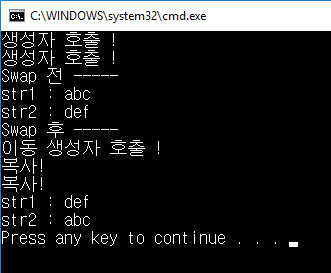 C:\WINDOWS\system32\cmd.exe
생성자 호출 !
생성자 호출 !
Swap 전 -----
str1 : abc
str2 : def
Swap 후 -----
이동 생성자 호출 !
복사!
복사!
str1 : def
str2 : abc
Press any key to continue . . .